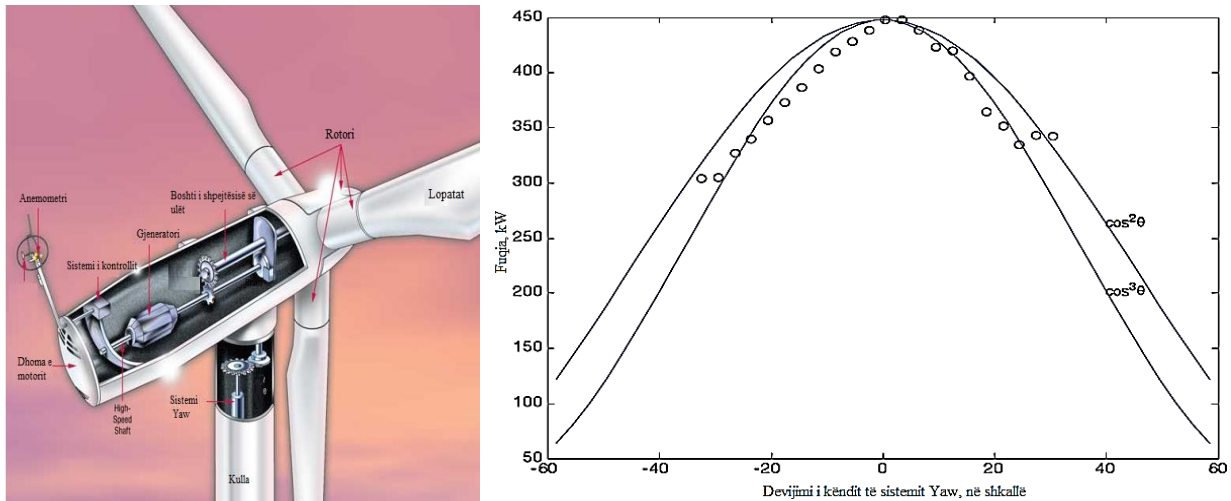 Rotori
Lopatat
Boshti i shpejtësisë së
ulët
Anemometri
Gjeneratori
Sistemi i kontrollit
Dhoma e
motorit
High-
Speed
Shaft
Sistemi
Yaw
Kulla
Fuqia, kW
450
400
350
300
250
200
150
100
50
cos²θ
cos³θ
-60
-40
-20
0
20
40
60
Devijimi i këndit të sistemit Yaw, në shkallë